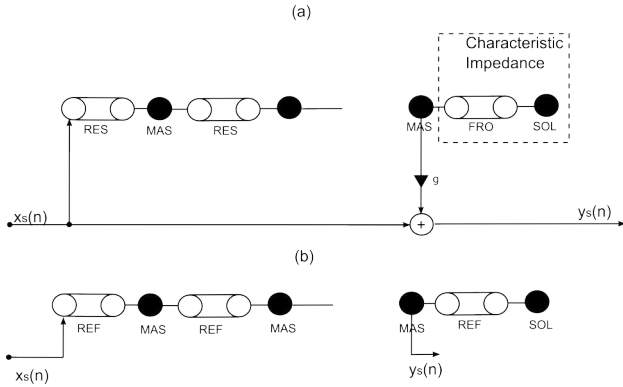 (a)
Characteristic
Impedance
RES MAS RES MAS FRO SOL
g
xs(n) + ys(n)
(b)
REF MAS REF MAS MAS REF SOL
xs(n) ys(n)